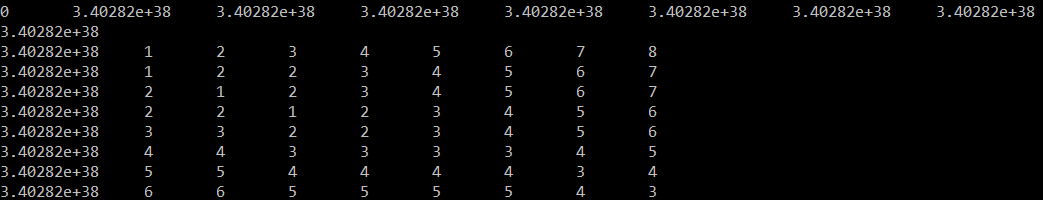 0 3.40282e+38 3.40282e+38 3.40282e+38 3.40282e+38 3.40282e+38 3.40282e+38 3.40282e+38
3.40282e+38
3.40282e+38 1 2 3 4 5 6 7 8
3.40282e+38 1 2 2 3 4 5 6 7
3.40282e+38 2 1 2 3 4 5 6 7
3.40282e+38 2 2 1 2 3 4 5 6
3.40282e+38 3 3 2 2 3 4 5 6
3.40282e+38 4 4 3 3 3 3 4 5
3.40282e+38 5 5 4 4 4 4 3 4
3.40282e+38 6 6 5 5 5 5 4 3